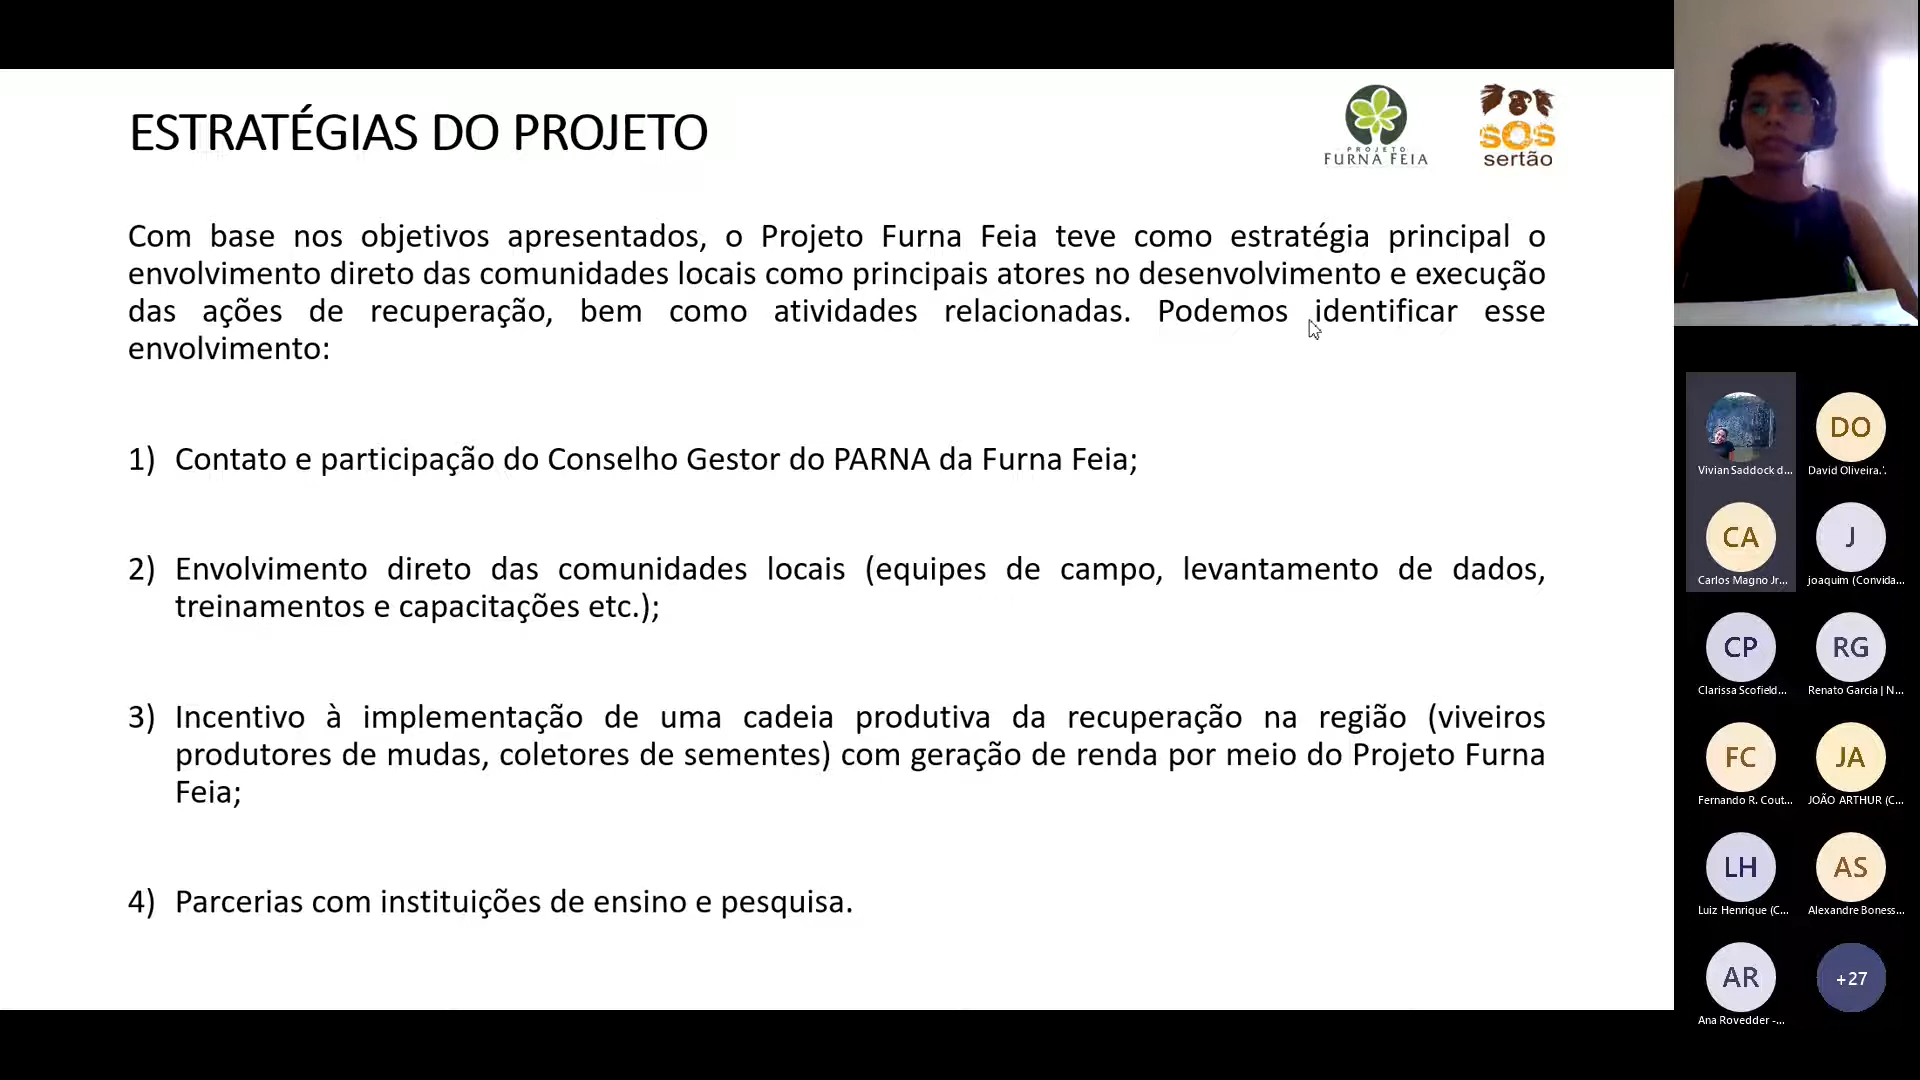 ESTRATÉGIAS DO PROJETO
PROJETO
FURNA FEIA
SOS
sertão
Com base nos objetivos apresentados, o Projeto Furna Feia teve como estratégia principal o
envolvimento direto das comunidades locais como principais atores no desenvolvimento e execução
das ações de recuperação, bem como atividades relacionadas. Podemos identificar esse
envolvimento:
1) Contato e participação do Conselho Gestor do PARNA da Furna Feia;
2) Envolvimento direto das comunidades locais (equipes de campo, levantamento de dados,
treinamentos e capacitações etc.);
3) Incentivo à implementação de uma cadeia produtiva da recuperação na região (viveiros
produtores de mudas, coletores de sementes) com geração de renda por meio do Projeto Furna
Feia;
4) Parcerias com instituições de ensino e pesquisa.
Vivian Saddock d...
DO
David Oliveira.'.
CA
Carlos Magno Jr...
J
joaquim (Convida...
CP
Clarissa Scofield...
RG
Renato Garcia | N...
FC
Fernando R. Cout...
JA
JOÃO ARTHUR (C...
LH
Luiz Henrique (C...
AS
Alexandre Boness...
AR
Ana Rovedder -...
+27